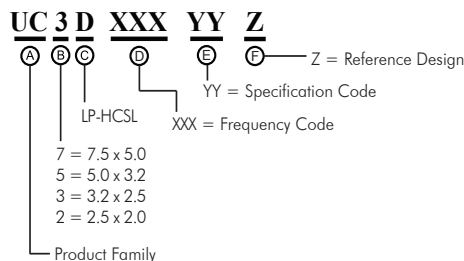 UC 3 D XXX YY Z
A B C D E F
Z = Reference Design
YY = Specification Code
LP-HCSL
XXX = Frequency Code
7 = 7.5 x 5.0
5 = 5.0 x 3.2
3 = 3.2 x 2.5
2 = 2.5 x 2.0
Product Family